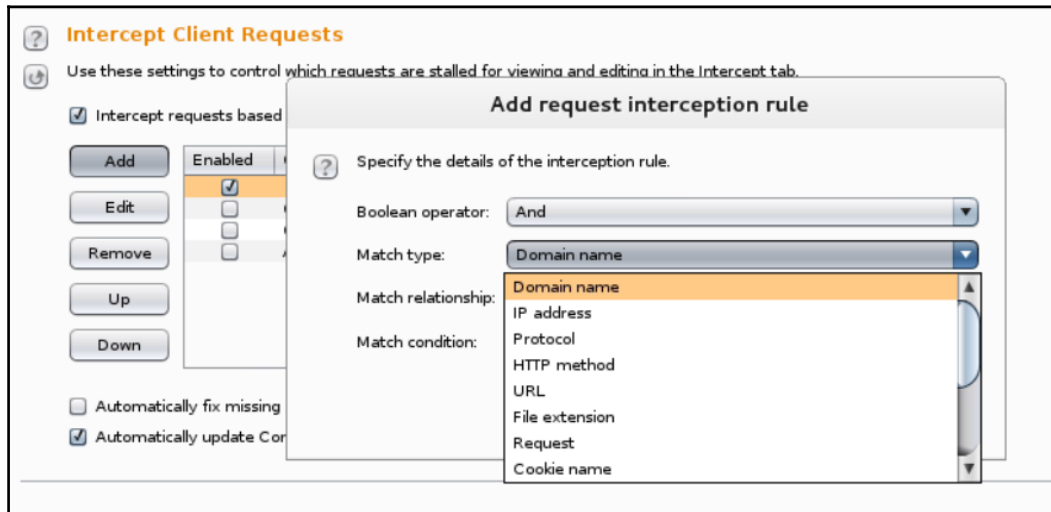 Intercept Client Requests
Use these settings to control which requests are stalled for viewing and editing in the Intercept tab.
Intercept requests based
Add
Enabled
Edit
Remove
Up
Down
Automatically fix missing
Automatically update Cor
Add request interception rule
Specify the details of the interception rule.
Boolean operator: And
Match type: Domain name
Match relationship:
Match condition:
Domain name
IP address
Protocol
HTTP method
URL
File extension
Request
Cookie name